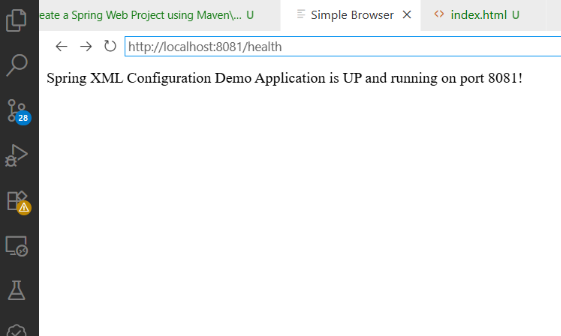 eate a Spring Web Project using Maven\... U
Simple Browser
index.html U
http://localhost:8081/health
Spring XML Configuration Demo Application is UP and running on port 8081!
28